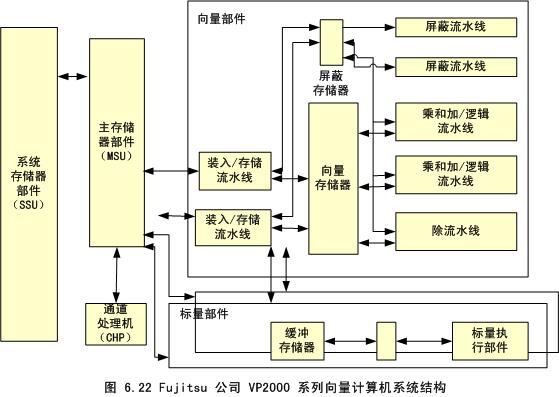 向量部件
屏蔽流水线
屏蔽流水线
屏蔽
存储器
主存储
器部件
(MSU)
乘和加/逻辑
流水线
系统
存储器
部件
(SSU)
装入/存储
流水线
向量
存储器
乘和加/逻辑
流水线
装入/存储
流水线
除流水线
通道
处理机
(CHP)
标量部件
缓冲
存储器
标量执
行部件
图 6.22 Fujitsu 公司 VP2000 系列向量计算机系统结构